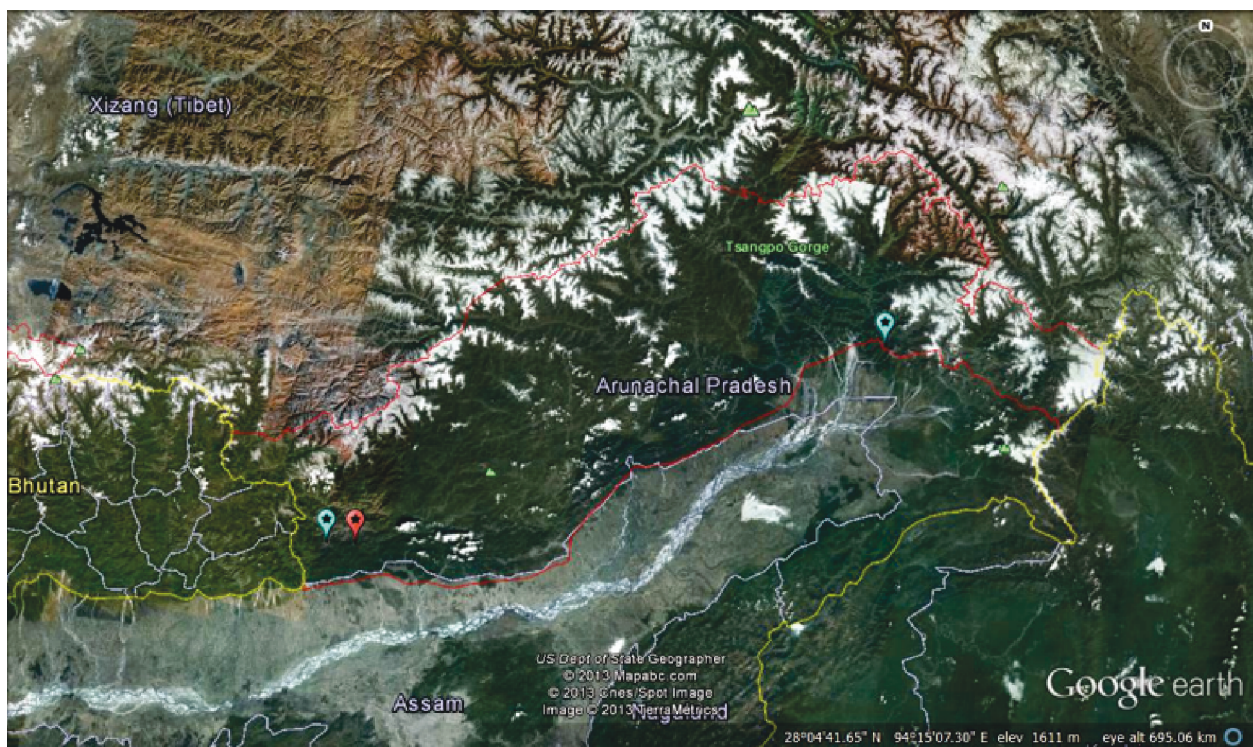 N
Xizang (Tibet)
Tsangpo Gorge
Arunachal Pradesh
Bhutan
US Dept of State Geographer
© 2013 Mapabc.com
© 2013 Cnes/Spot Image
Image © 2013 TerraMetrics
Assam
Nagaland
Google earth
28°04'41.65" N 94°15'07.30" E elev 1611 m eye alt 695.06 km